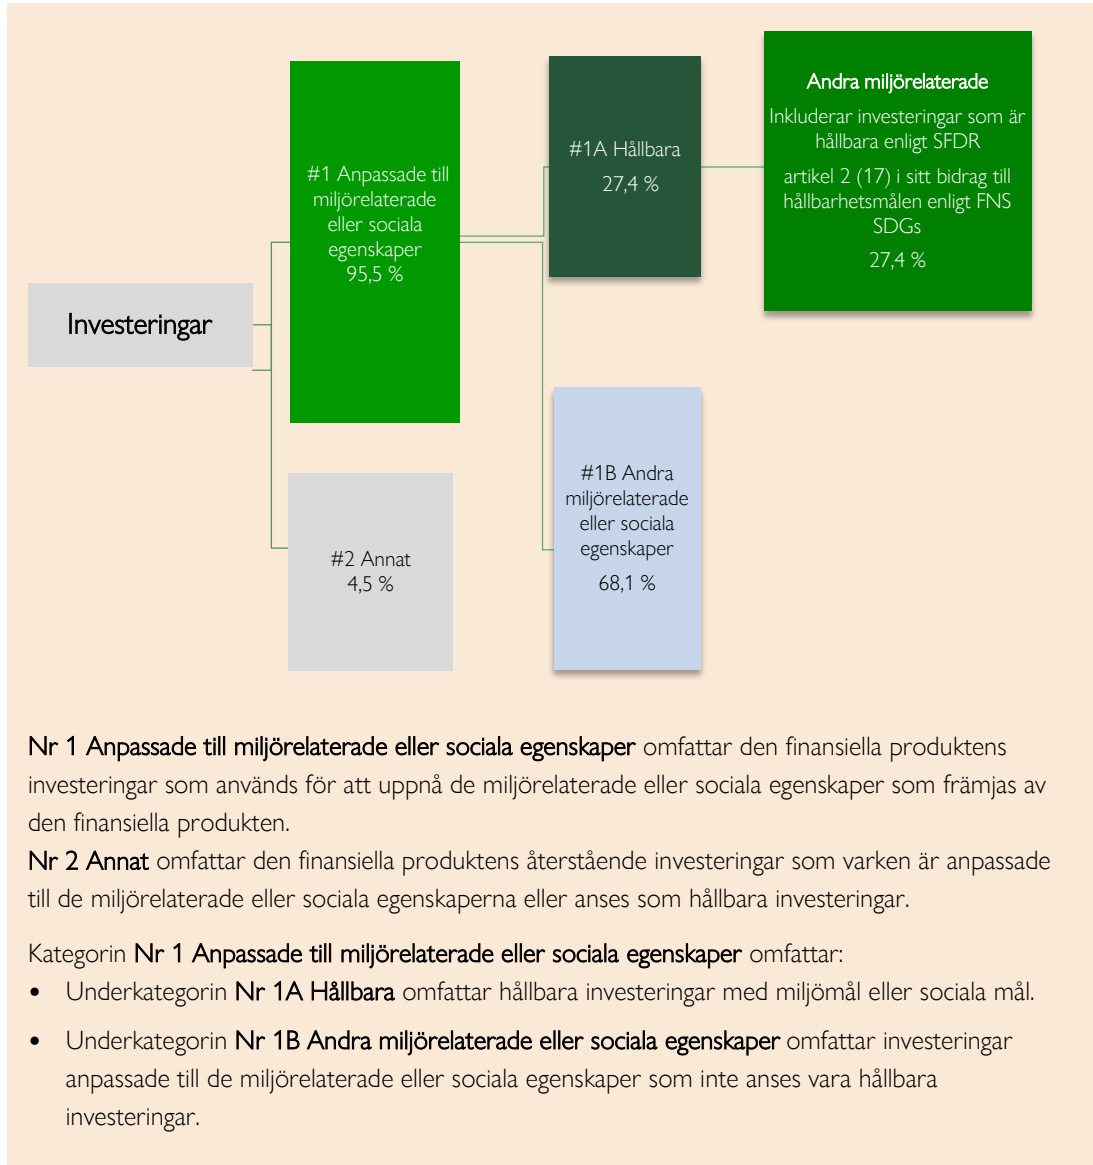 Investeringar
#1 Anpassade till
miljörelaterade
eller sociala
egenskaper
95,5 %
#2 Annat
4,5 %
#1A Hållbara
27,4 %
#1B Andra
miljörelaterade
eller sociala
egenskaper
68,1 %
Andra miljörelaterade
Inkluderar investeringar som är
hållbara enligt SFDR
artikel 2 (17) i sitt bidrag till
hållbarhetsmålen enligt FNS
SDGs
27,4 %
Nr 1 Anpassade till miljörelaterade eller sociala egenskaper omfattar den finansiella produktens
investeringar som används för att uppnå de miljörelaterade eller sociala egenskaper som främjas av
den finansiella produkten.
Nr 2 Annat omfattar den finansiella produktens återstående investeringar som varken är anpassade
till de miljörelaterade eller sociala egenskaperna eller anses som hållbara investeringar.
Kategorin Nr 1 Anpassade till miljörelaterade eller sociala egenskaper omfattar:
• Underkategorin Nr 1A Hållbara omfattar hållbara investeringar med miljömål eller sociala mål.
• Underkategorin Nr 1B Andra miljörelaterade eller sociala egenskaper omfattar investeringar
anpassade till de miljörelaterade eller sociala egenskaper som inte anses vara hållbara
investeringar.